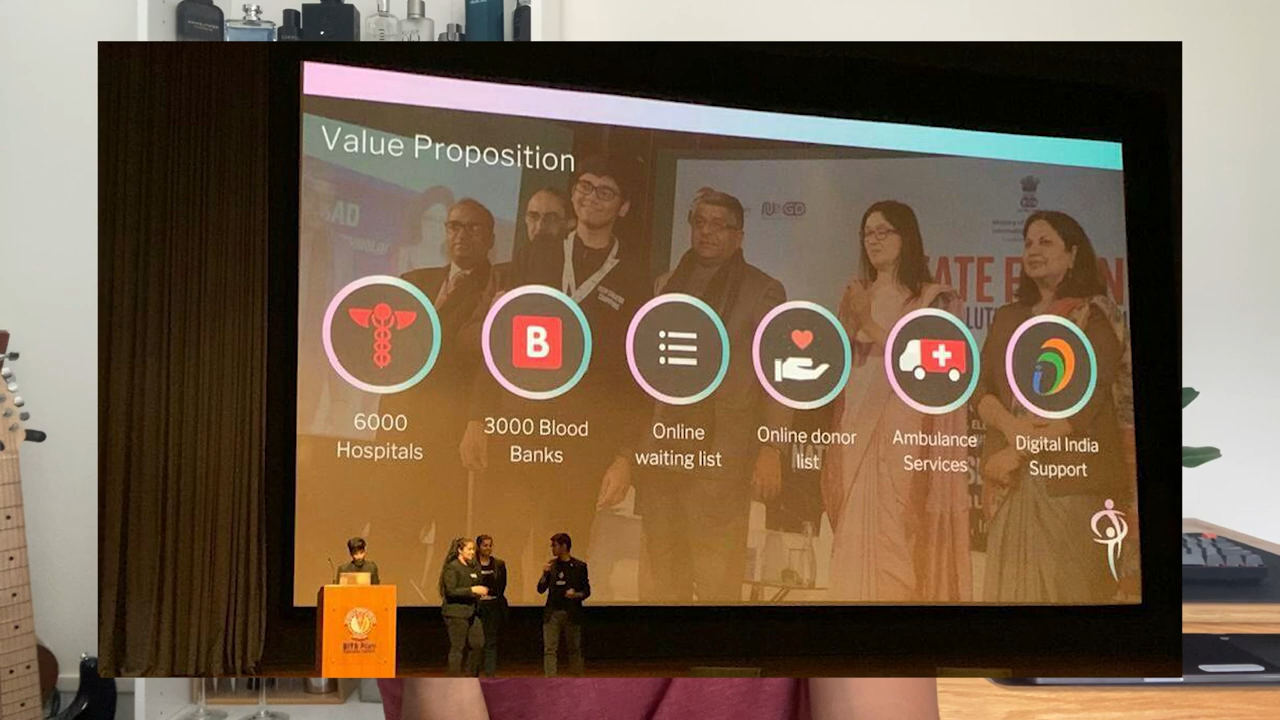 Value Proposition
B
6000
Hospitals
3000 Blood
Banks
Online
waiting list
Online donor
list
Ambulance
Services
Digital India
Support